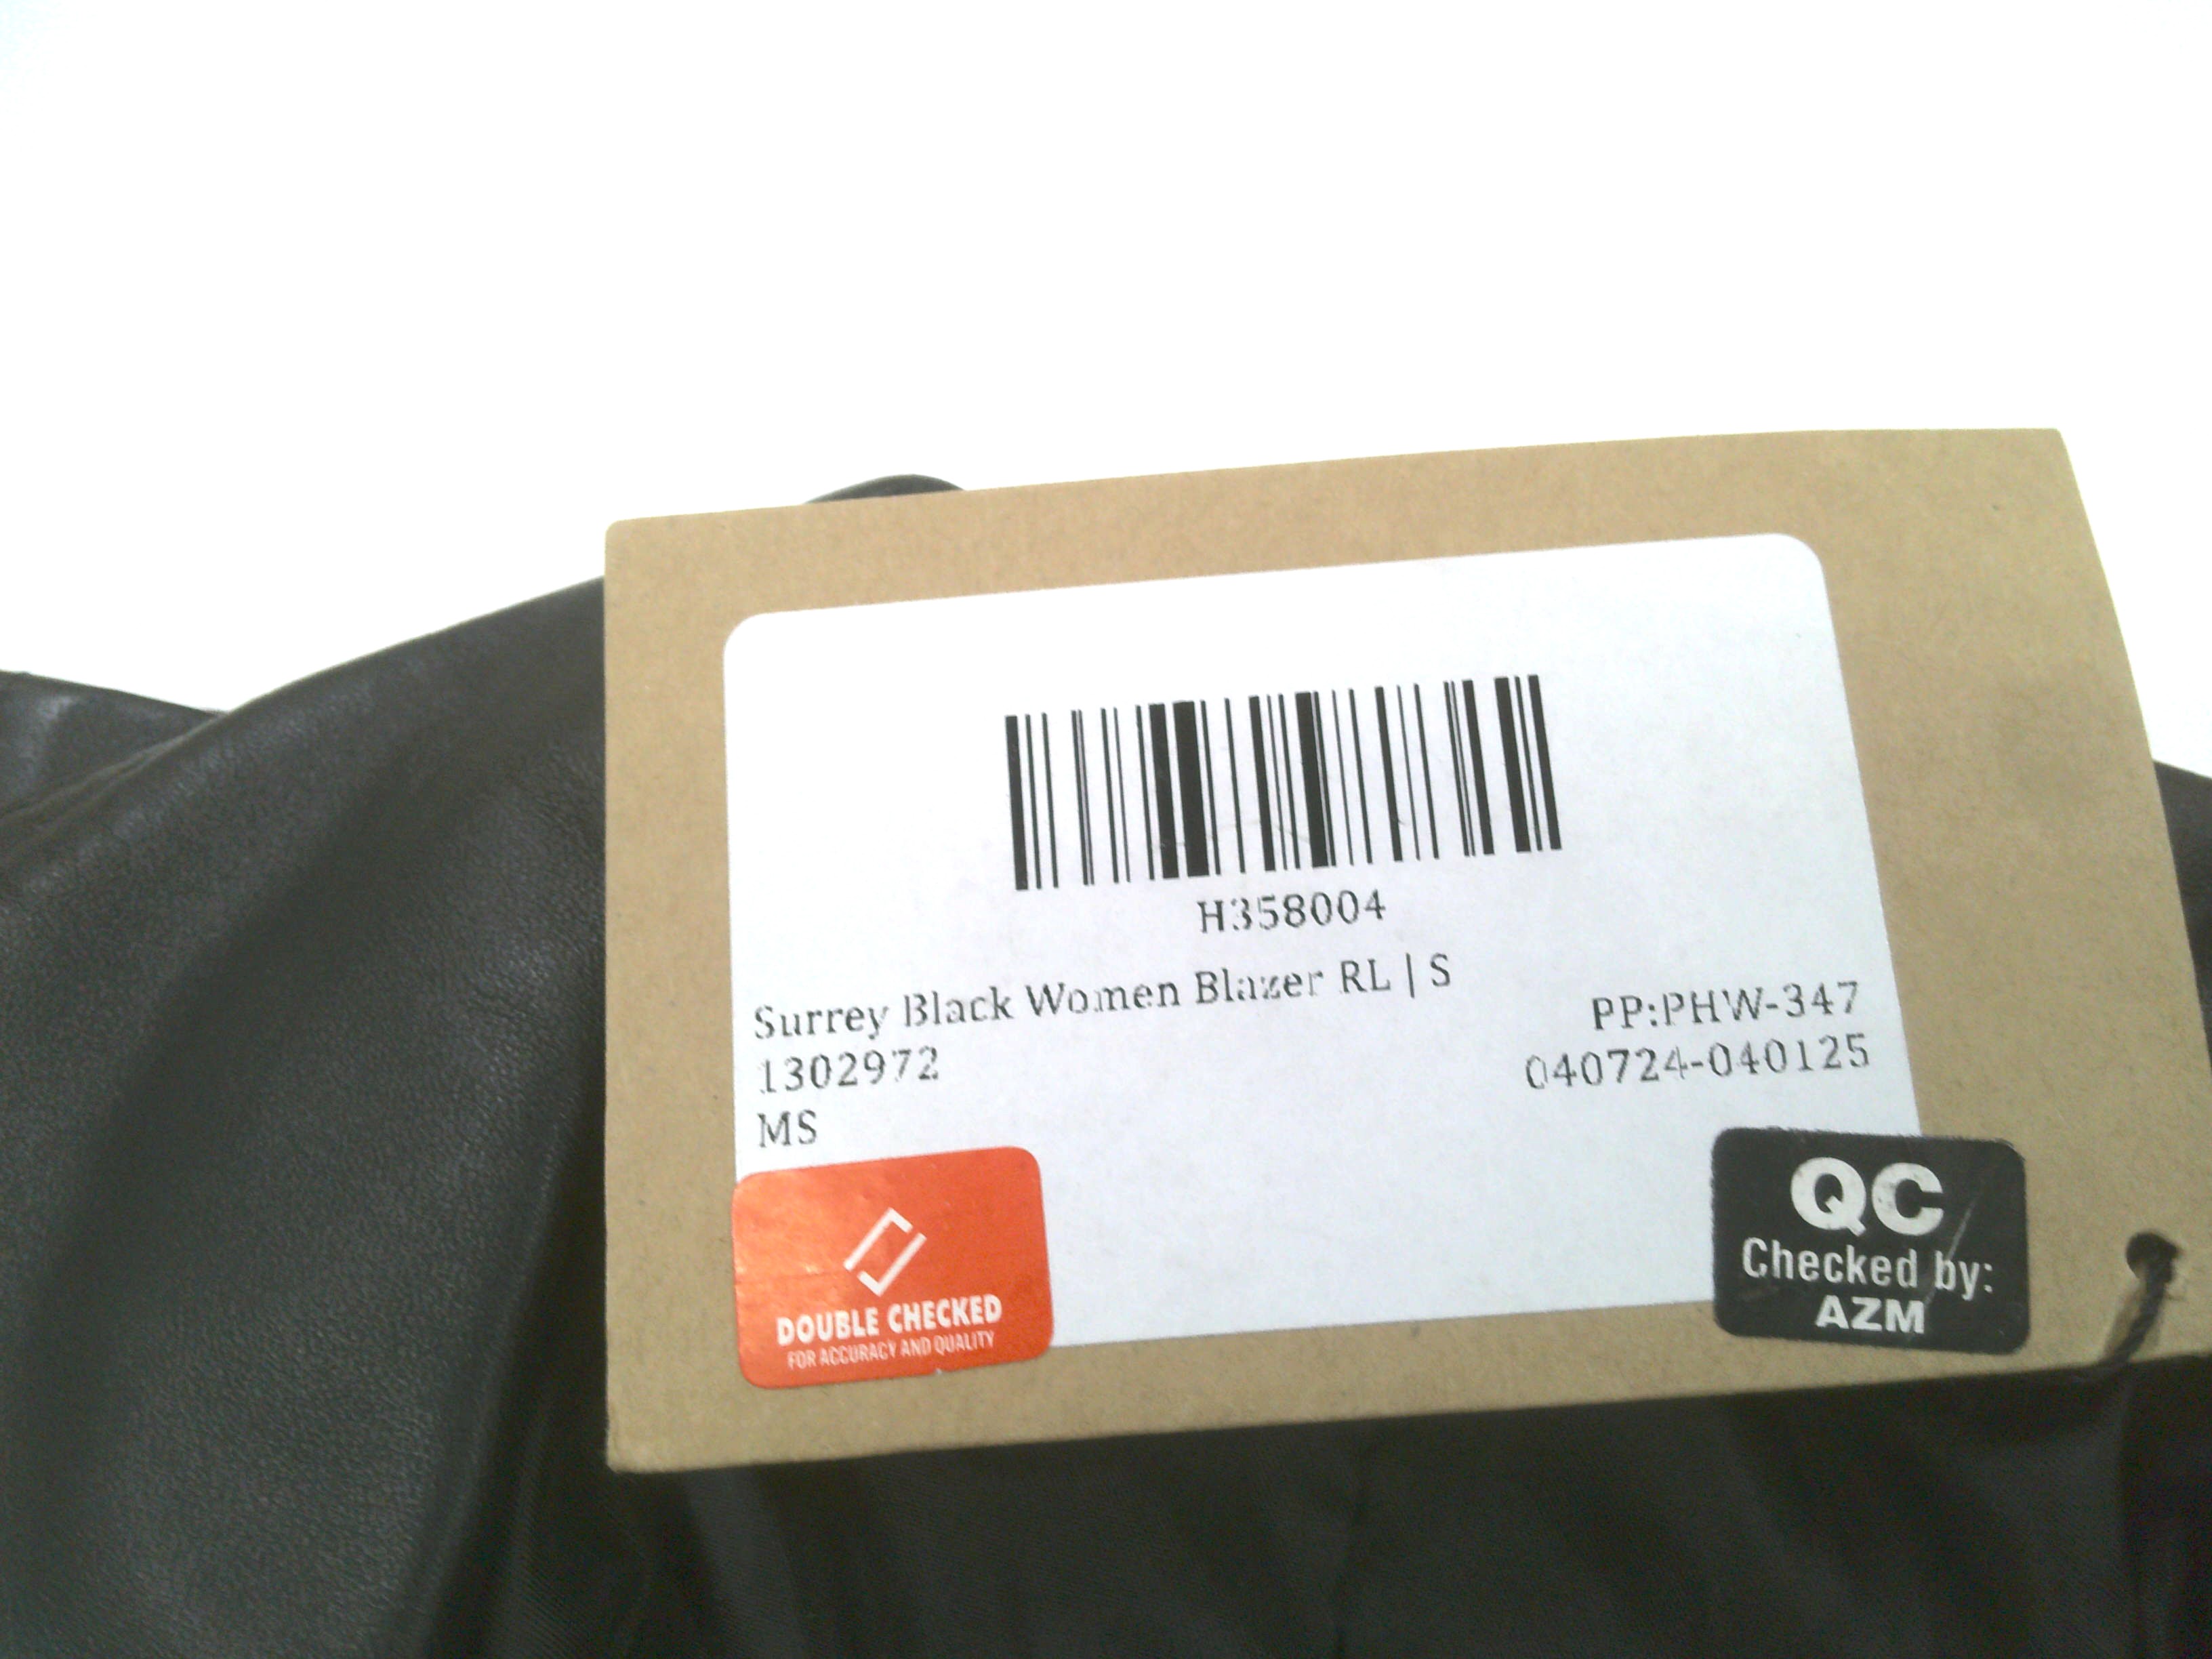 H358004
Surrey Black Women Blazer RL | S
PP:PHW-347
1302972
040724-040125
MS
DOUBLE CHECKED
FOR ACCURACY AND QUALITY
QC
Checked by:
AZM